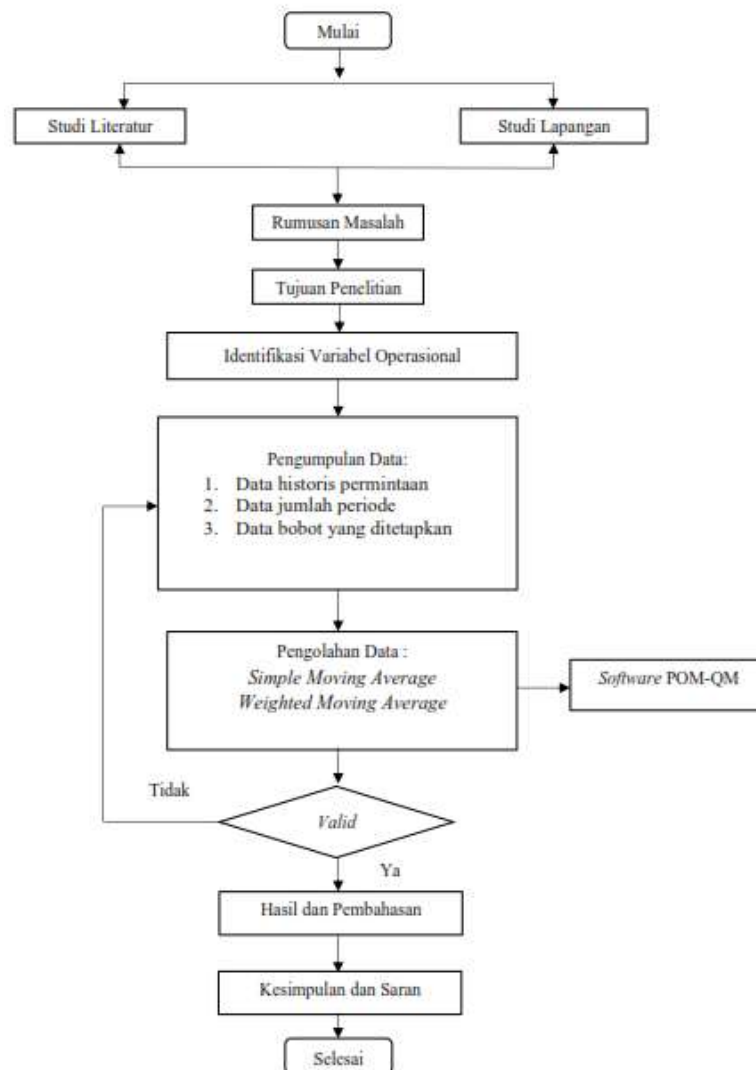 Mulai
Studi Literatur
Studi Lapangan
Rumusan Masalah
Tujuan Penelitian
Identifikasi Variabel Operasional
Pengumpulan Data:
1. Data historis permintaan
2. Data jumlah periode
3. Data bobot yang ditetapkan
Pengolahan Data :
Simple Moving Average
Weighted Moving Average
Software POM-QM
Tidak
Valid
Ya
Hasil dan Pembahasan
Kesimpulan dan Saran
Selesai